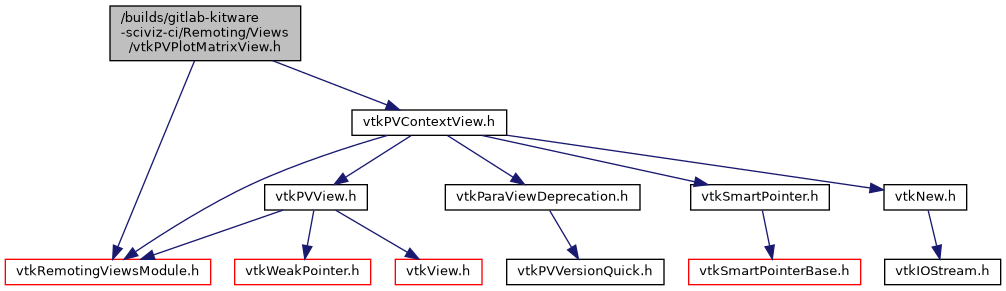 /builds/gitlab-kitware
-sciviz-ci/Remoting/Views
/vtkPVPlotMatrixView.h
vtkPVContextView.h
vtkPVView.h
vtkParaViewDeprecation.h
vtkSmartPointer.h
vtkNew.h
vtkRemotingViewsModule.h
vtkWeakPointer.h
vtkView.h
vtkPVVersionQuick.h
vtkSmartPointerBase.h
vtkIOStream.h